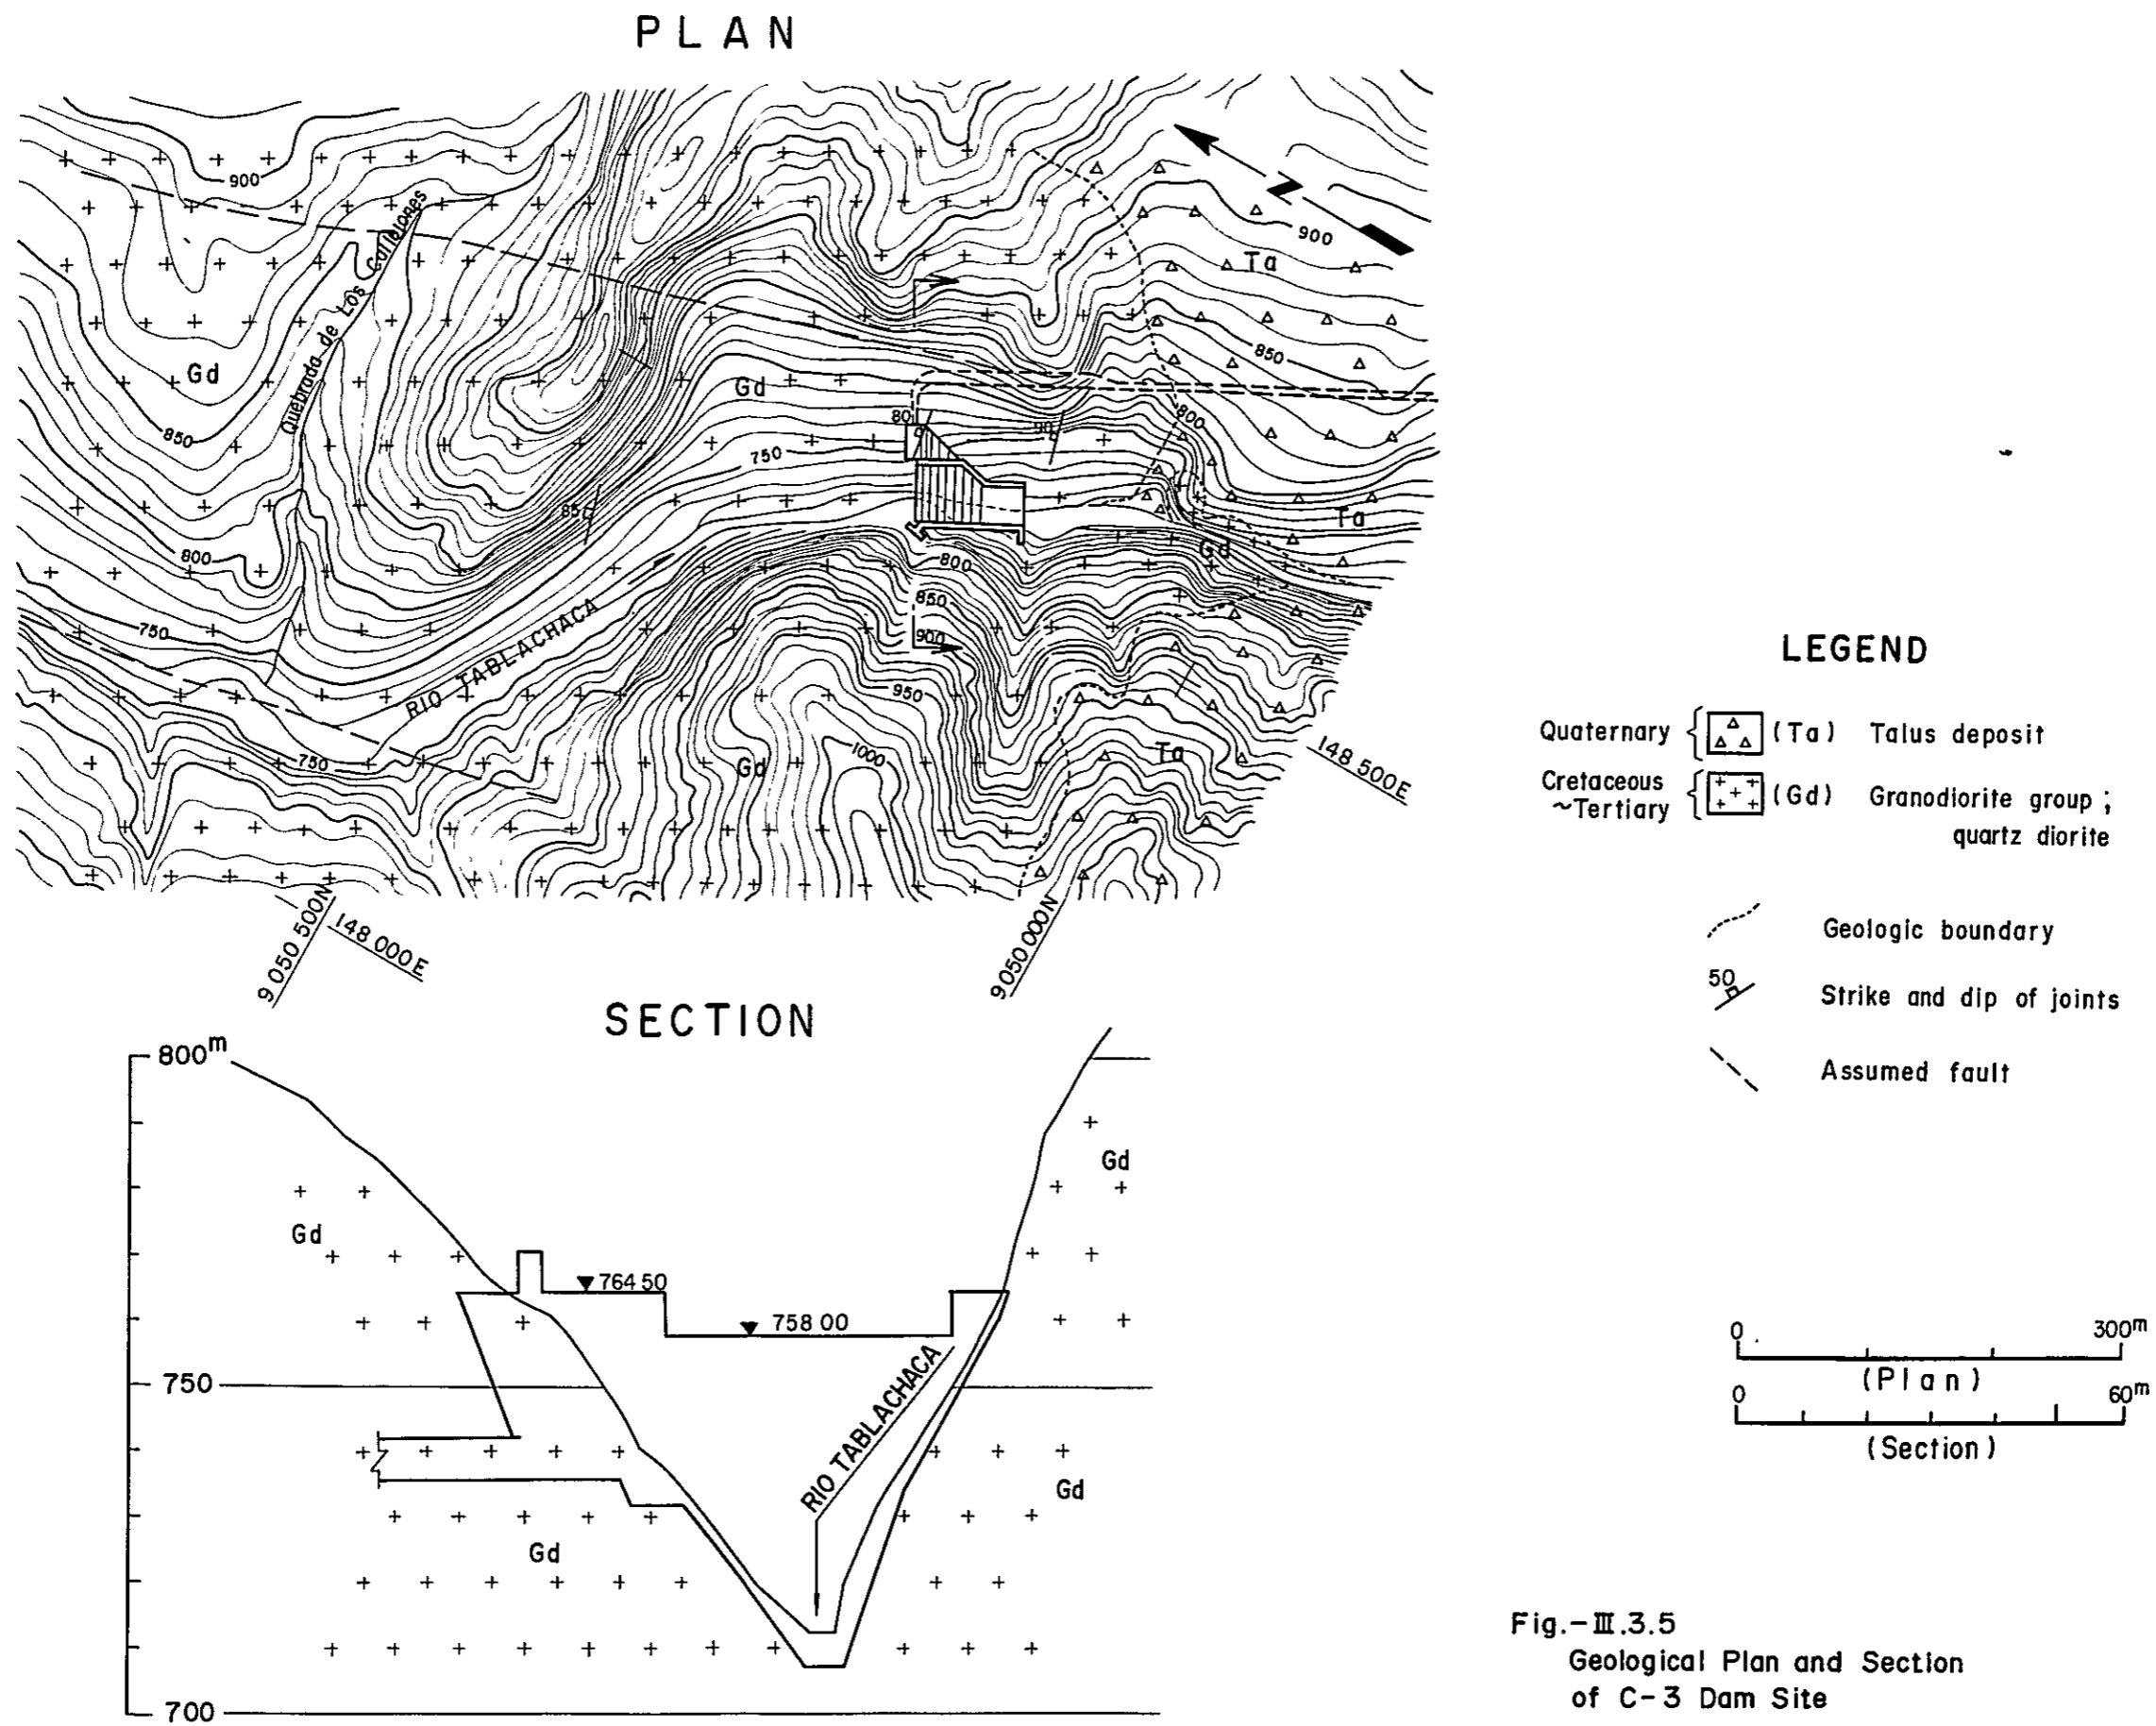 PLAN
900
Quebrada de Los Cullojones
N
900
Ta
850
Gd
850
Gd
800
80
90
750
85
Ta
Gd
800
800
850
750
RIO TABLACHACA
900
950
750
Gd
1000
Ta
148 500E
9 050 500N
148 000E
9 050 000N
LEGEND
Quaternary (Ta) Talus deposit
Cretaceous
~Tertiary (Gd) Granodiorite group ;
quartz diorite
Geologic boundary
50
Strike and dip of joints
Assumed fault
SECTION
800m
Gd
Gd
764 50
758 00
750
RIO TABLACHACA
Gd
Gd
700
0 300m
(Plan)
0 60m
(Section)
Fig.-III.3.5
Geological Plan and Section
of C-3 Dam Site